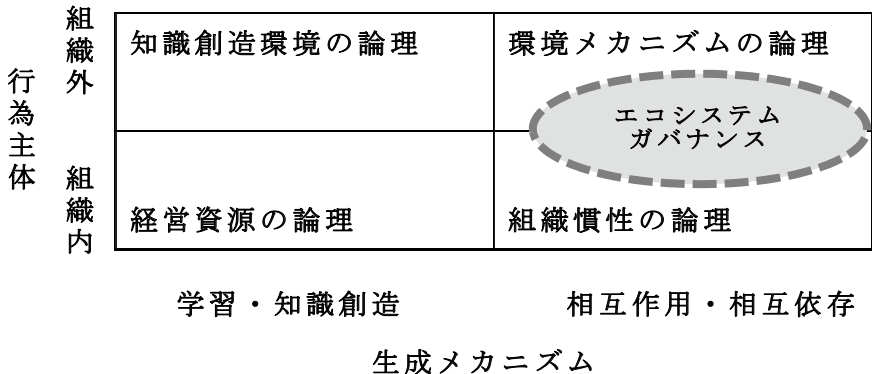 行為主体
組織外
知識創造環境の論理
環境メカニズムの論理
エコシステム
ガバナンス
組織内
経営資源の論理
組織慣性の論理
学習・知識創造
相互作用・相互依存
生成メカニズム